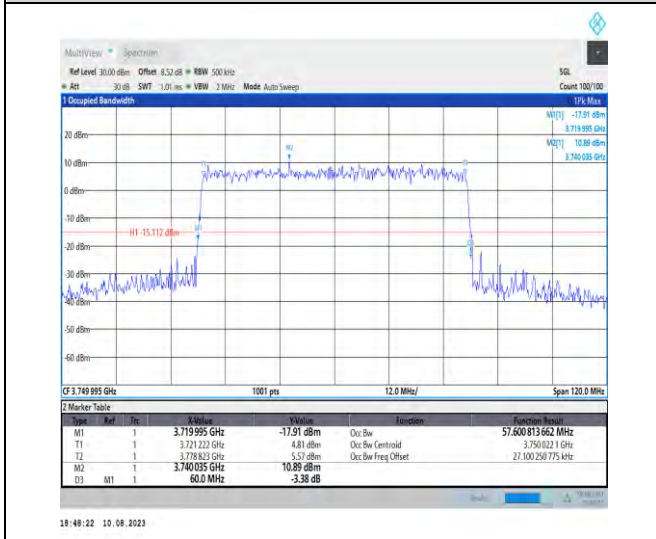 MultiView Spectrum
Ref Level 30.00 dBm Offset 8.52 dB RBW 500 kHz SGL
Att 30 dB SWT 1.01 ms VBW 2 MHz Mode Auto Sweep Count 100/100
1 Occupied Bandwidth 1Pk Max
M1[1] -17.91 dBm
3.719 995 GHz
M2[1] 10.89 dBm
3.740 035 GHz
20 dBm
M2
10 dBm
0 dBm
-10 dBm
H1 -15.112 dBm
-20 dBm
-30 dBm
-50 dBm
-60 dBm
CF 3.749 995 GHz 1001 pts 12.0 MHz/ Span 120.0 MHz
2 Marker Table
Type Ref Trc X-Value Y-Value Function Function Result
M1 1 3.719 995 GHz -17.91 dBm Occ Bw 57.600 813 662 MHz
T1 1 3.721 222 GHz 4.81 dBm Occ Bw Centroid 3.750 022 1 GHz
T2 1 3.778 823 GHz 5.57 dBm Occ Bw Freq Offset 27.100 250 775 kHz
M2 1 3.740 035 GHz 10.89 dBm
D3 M1 1 60.0 MHz -3.38 dB
18:48:22 10.08.2023